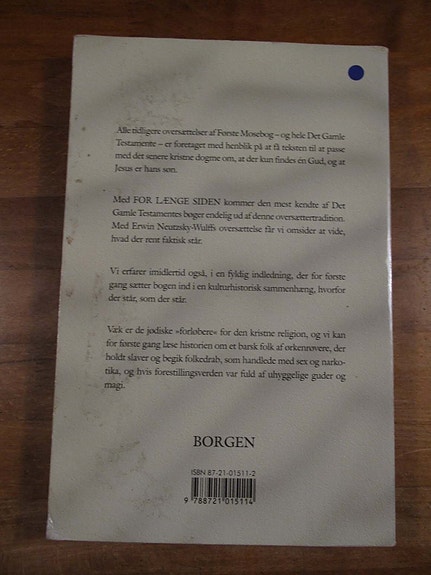 Alle tidligere oversættelser af Første Mosebog – og hele Det Gamle
Testamente – er foretaget med henblik på at få teksten til at passe
med det senere kristne dogme om, at der kun findes én Gud, og at
Jesus er hans søn.
Med FOR LÆNGE SIDEN kommer den mest kendte af Det
Gamle Testamentes bøger endelig ud af denne oversættertradition.
Med Erwin Neutzsky-Wulffs oversættelse får vi omsider at vide,
hvad der rent faktisk står.
Vi erfarer imidlertid også, i en fyldig indledning, der for første
gang sætter bogen ind i en kulturhistorisk sammenhæng, hvorfor
der står, som der står.
Væk er de jødiske »forløbere« for den kristne religion, og vi kan
for første gang læse historien om et barsk folk af ørkenrøvere, der
holdt slaver og begik folkedrab, som handlede med sex og narko-
tika, og hvis forestillingsverden var fuld af uhyggelige guder og
magi.
BORGEN
ISBN 87-21-01511-2
9 788721 015114